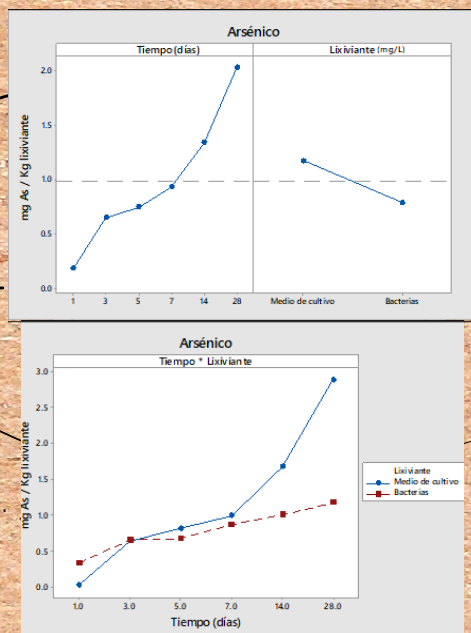 Arsénico
Tiempo (días)
Lixiviante (mg/L)
mg As / Kg lixiviante
2.0
1.5
1.0
0.5
0.0
1 3 5 7 14 28
Medio de cultivo Bacterias
Arsénico
Tiempo * Lixiviante
mg As / Kg lixiviante
3.0
2.5
2.0
1.5
1.0
0.5
0.0
1.0 3.0 5.0 7.0 14.0 28.0
Tiempo (días)
Lixiviante
Medio de cultivo
Bacterias